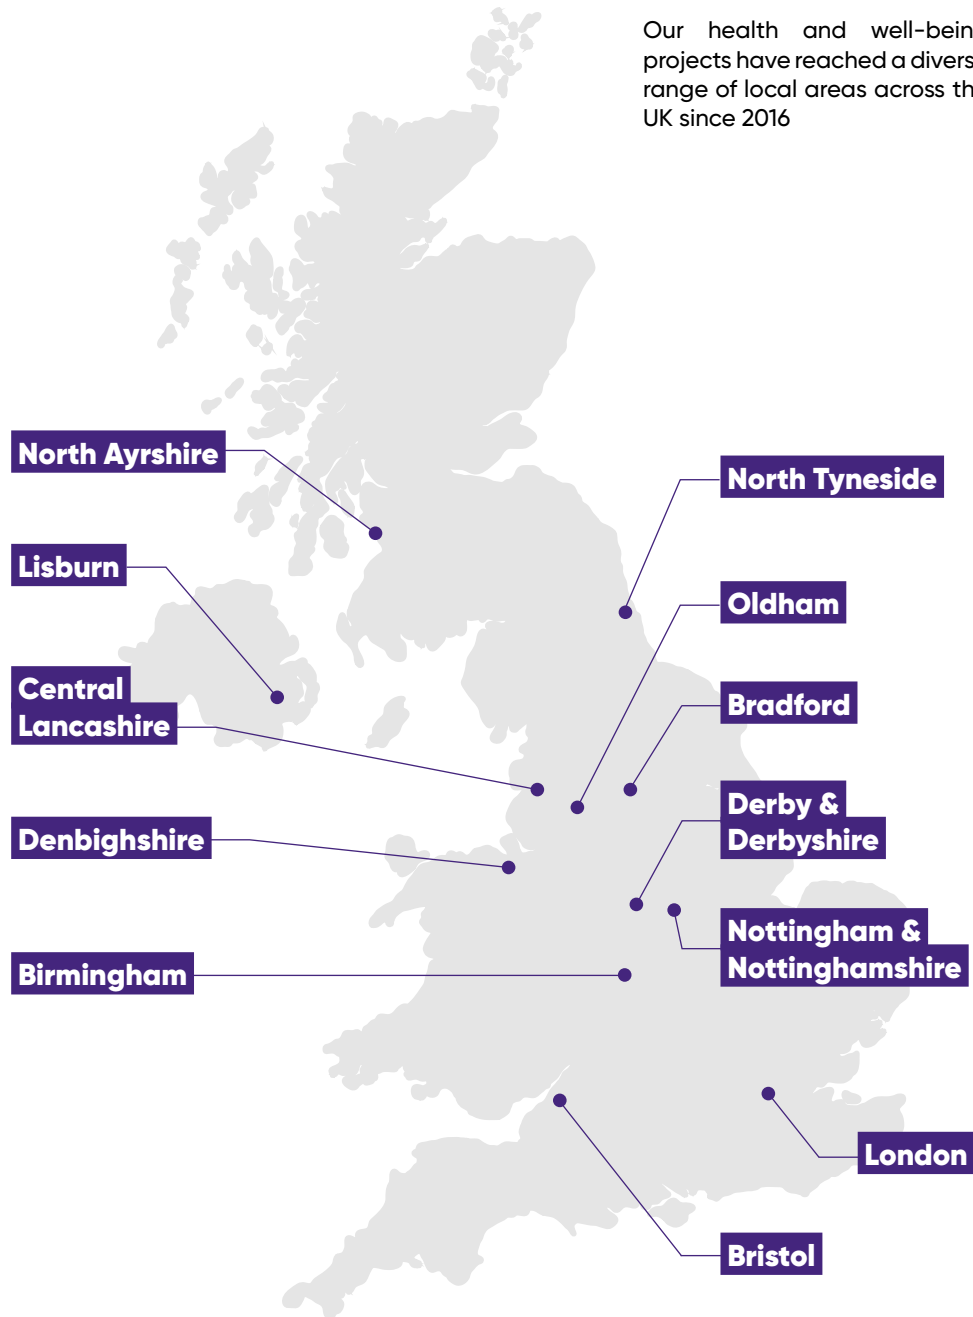 Our health and well-bein
projects have reached a divers
range of local areas across th
UK since 2016
North Ayrshire
North Tyneside
Lisburn
Oldham
Central
Lancashire
Bradford
Derby &
Derbyshire
Denbighshire
Nottingham &
Nottinghamshire
Birmingham
London
Bristol